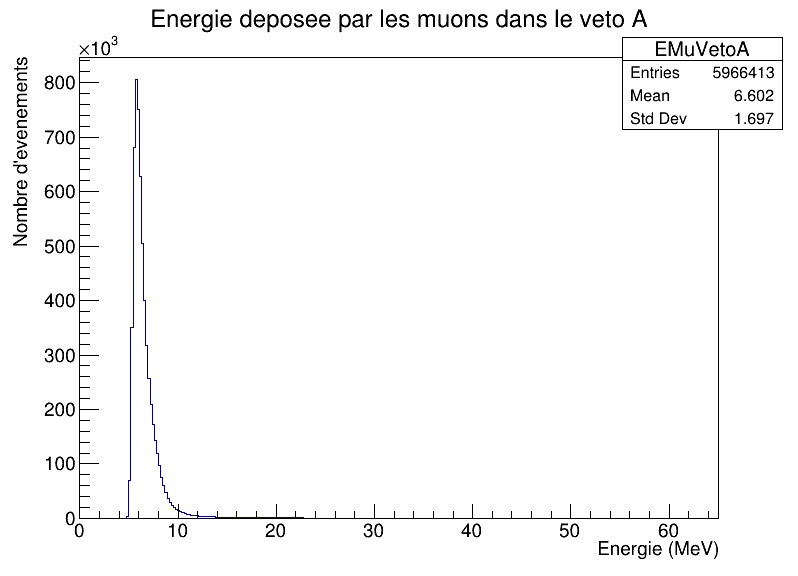 Energie deposee par les muons dans le veto A
×10³
EMuVetoA
Entries 5966413
Mean 6.602
Std Dev 1.697
Nombre d'evenements
800
700
600
500
400
300
200
100
0
0 10 20 30 40 50 60
Energie (MeV)